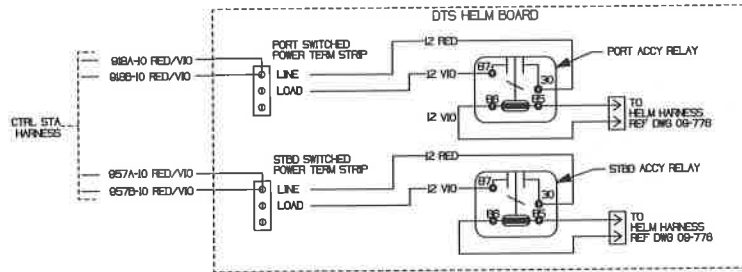 DTS HELM BOARD
918A-10 RED/VIO
918B-10 RED/VIO
PORT SWITCHED
POWER TERM STRIP
LINE
LOAD
12 RED
12 VIO
12 VIO
87
30
86
85
PORT ACCY RELAY
TO
HELM HARNESS
REF DWG 09-776
CTRL STA.
HARNESS
957A-10 RED/VIO
957B-10 RED/VIO
STBD SWITCHED
POWER TERM STRIP
LINE
LOAD
12 RED
12 VIO
87
30
86
85
STBD ACCY RELAY
TO
HELM HARNESS
REF DWG 09-776